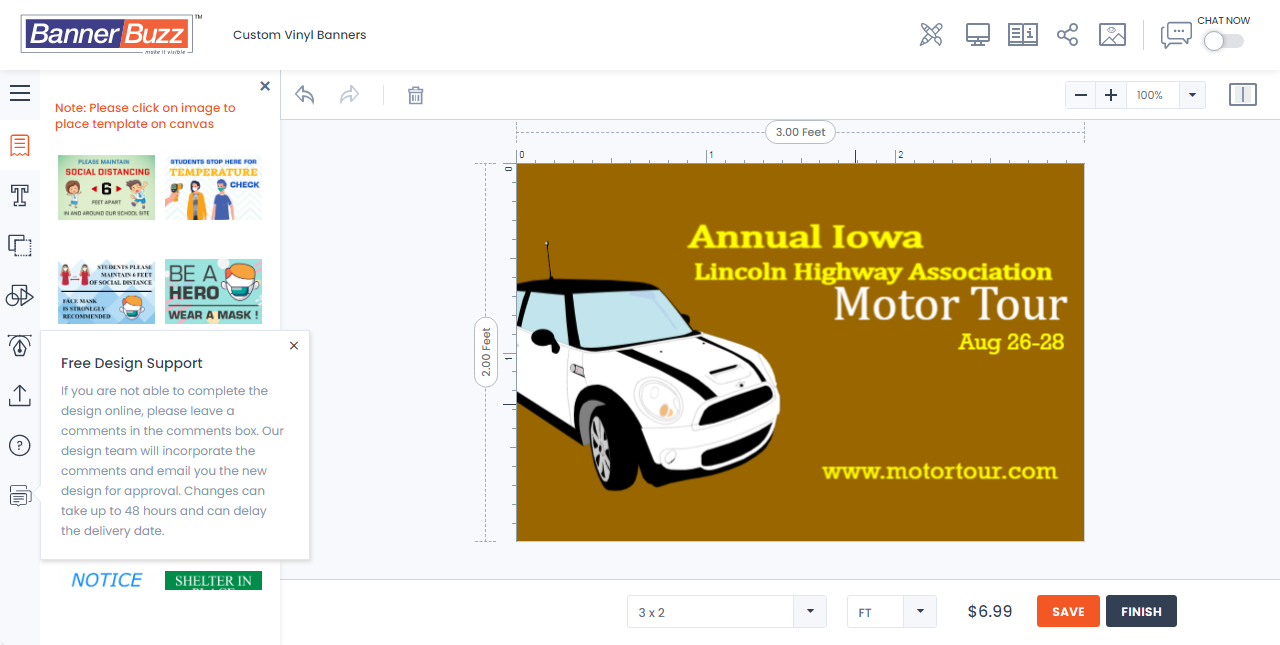 BannerBuzz
TM
make it visible
Custom Vinyl Banners
CHAT NOW
Note: Please click on image to
place template on canvas
100%
3.00 Feet
0
1
2
0
1
2.00 Feet
PLEASE MAINTAIN
SOCIAL DISTANCING
6
FEET APART
IN AND AROUND OUR SCHOOL SITE
STUDENTS STOP HERE FOR
TEMPERATURE
CHECK
STUDENTS PLEASE
MAINTAIN 6 FEET
OF SOCIAL DISTANCE
FACE MASK
IS STRONLGLY
RECOMMENDED
BE A
HERO
WEAR A MASK !
Free Design Support
If you are not able to complete the
design online, please leave a
comments in the comments box. Our
design team will incorporate the
comments and email you the new
design for approval. Changes can
take up to 48 hours and can delay
the delivery date.
NOTICE
SHELTER IN
PLACE
Annual Iowa
Lincoln Highway Association
Motor Tour
Aug 26-28
www.motortour.com
3 x 2
FT
$6.99
SAVE
FINISH